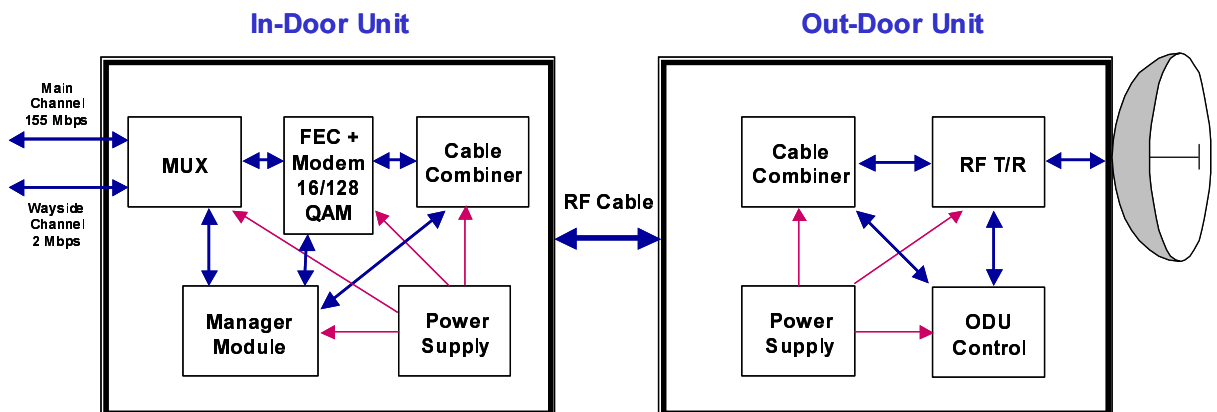 In-Door Unit
Out-Door Unit
Main
Channel
155 Mbps
MUX
FEC +
Modem
16/128
QAM
Cable
Combiner
Wayside
Channel
2 Mbps
Manager
Module
Power
Supply
RF Cable
Cable
Combiner
RF T/R
Power
Supply
ODU
Control